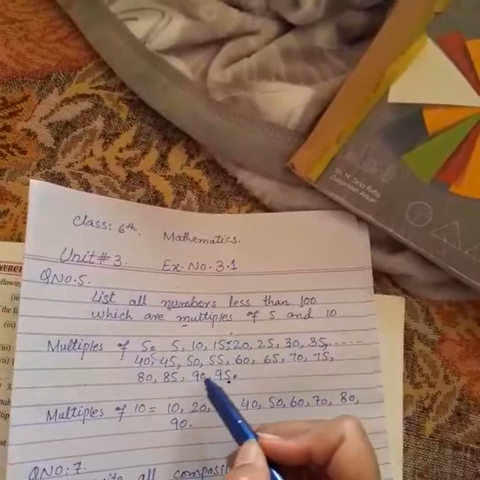 Class: 6th. Mathematics.
Unit # 3. Ex. No. 3.1
QNO.5
List all numbers less than 100
which are multiples of 5 and 10
Multiples of 5= 5, 10, 15, 20, 25, 30, 35, .....
40, 45, 50, 55, 60, 65, 70, 75,
80, 85, 90, 95.
Multiples of 10 = 10, 20, 40, 50, 60, 70, 80,
90.
QNO: 7.
all